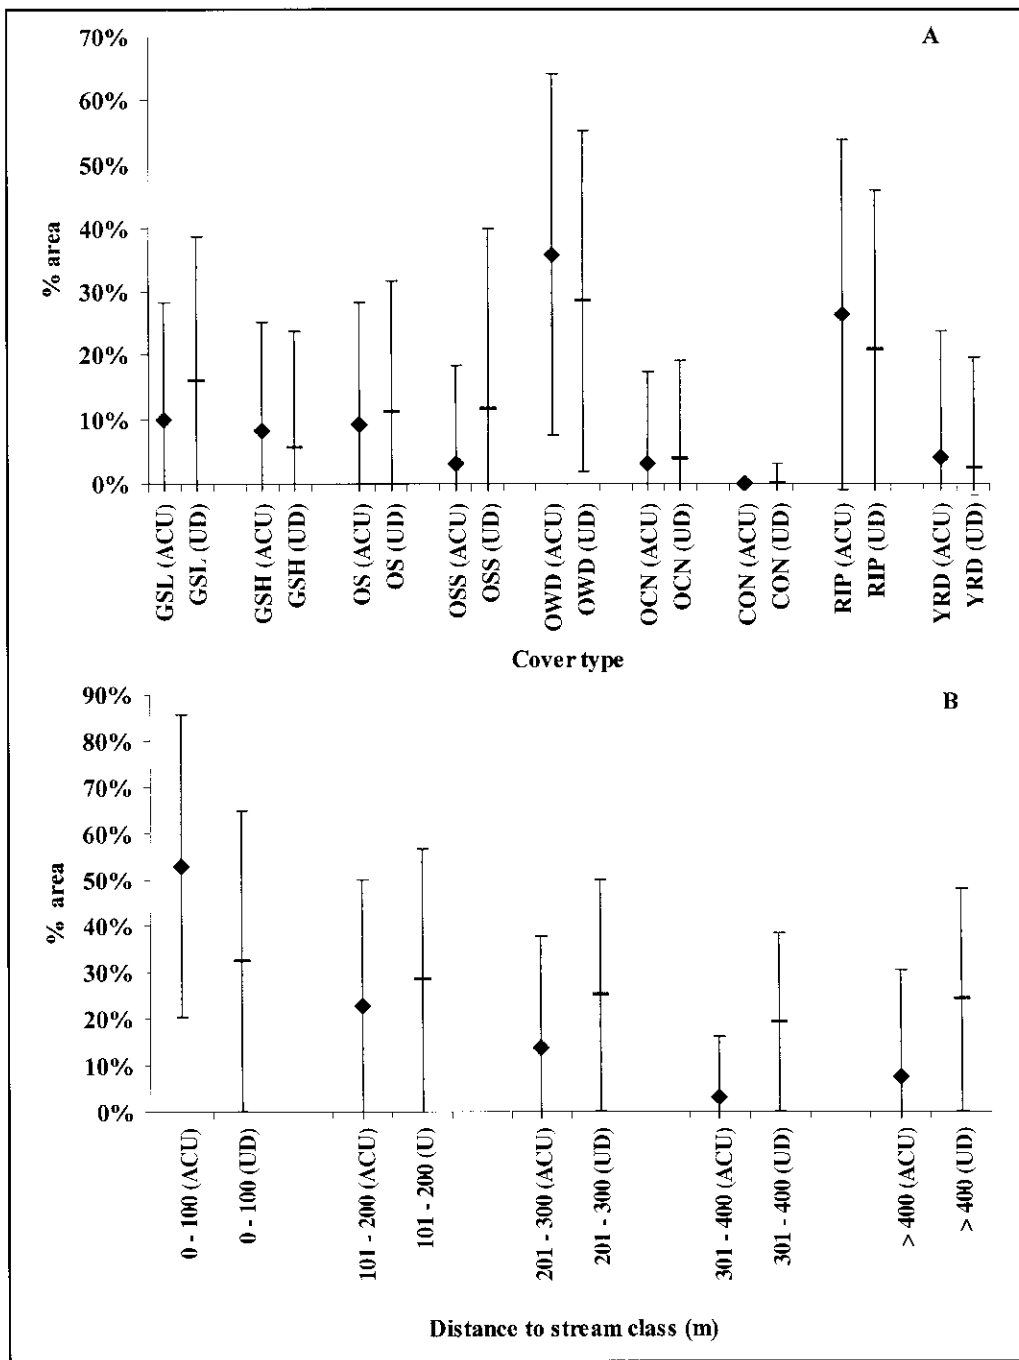 A
70%
60%
50%
40%
30%
20%
10%
0%
% area
GSL (ACU)
GSL (UD)
GSH (ACU)
GSH (UD)
OS (ACU)
OS (UD)
OSS (ACU)
OSS (UD)
OWD (ACU)
OWD (UD)
OCN (ACU)
OCN (UD)
CON (ACU)
CON (UD)
RIP (ACU)
RIP (UD)
YRD (ACU)
YRD (UD)
Cover type
B
90%
80%
70%
60%
50%
40%
30%
20%
10%
0%
% area
0 - 100 (ACU)
0 - 100 (UD)
101 - 200 (ACU)
101 - 200 (U)
201 - 300 (ACU)
201 - 300 (UD)
301 - 400 (ACU)
301 - 400 (UD)
> 400 (ACU)
> 400 (UD)
Distance to stream class (m)